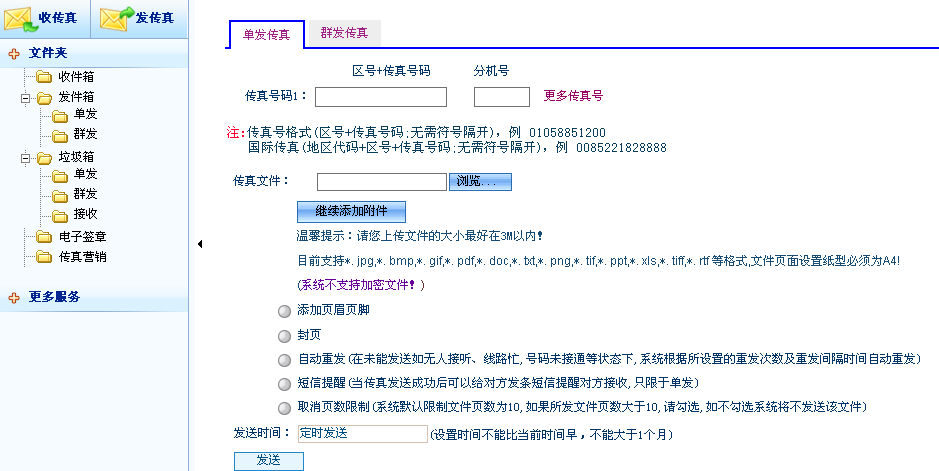 收传真 发传真
文件夹
收件箱
发件箱
单发
群发
垃圾箱
单发
群发
接收
电子签章
传真营销
更多服务
单发传真 群发传真
区号+传真号码 分机号
传真号码1： 更多传真号
注:传真号格式(区号+传真号码;无需符号隔开)，例 01058851200
国际传真(地区代码+区号+传真号码;无需符号隔开)，例 0085221828888
传真文件： 浏览...
继续添加附件
温馨提示：请您上传文件的大小最好在3M以内！
目前支持*.jpg,*.bmp,*.gif,*.pdf,*.doc,*.txt,*.png,*.tif,*.ppt,*.xls,*.tiff,*.rtf等格式,文件页面设置纸型必须为A4!
(系统不支持加密文件！)
添加页眉页脚
封页
自动重发(在未能发送如无人接听、线路忙,号码未接通等状态下,系统根据所设置的重发次数及重发间隔时间自动重发)
短信提醒(当传真发送成功后可以给对方发条短信提醒对方接收,只限于单发)
取消页数限制(系统默认限制文件页数为10,如果所发文件页数大于10,请勾选,如不勾选系统将不发送该文件)
发送时间： 定时发送 (设置时间不能比当前时间早，不能大于1个月)
发送